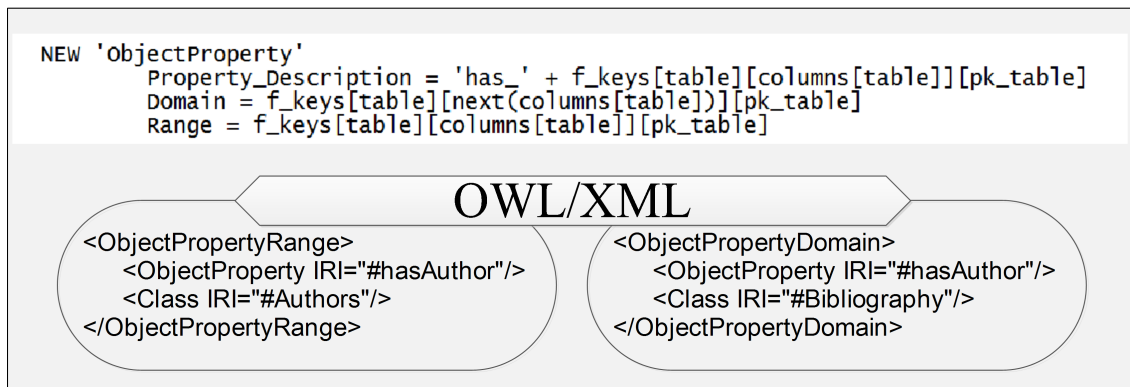 NEW 'ObjectProperty'
Property_Description = 'has_' + f_keys[table][columns[table]][pk_table]
Domain = f_keys[table][next(columns[table])][pk_table]
Range = f_keys[table][columns[table]][pk_table]
OWL/XML
<ObjectPropertyRange>
<ObjectProperty IRI="#hasAuthor"/>
<Class IRI="#Authors"/>
</ObjectPropertyRange>
<ObjectPropertyDomain>
<ObjectProperty IRI="#hasAuthor"/>
<Class IRI="#Bibliography"/>
</ObjectPropertyDomain>